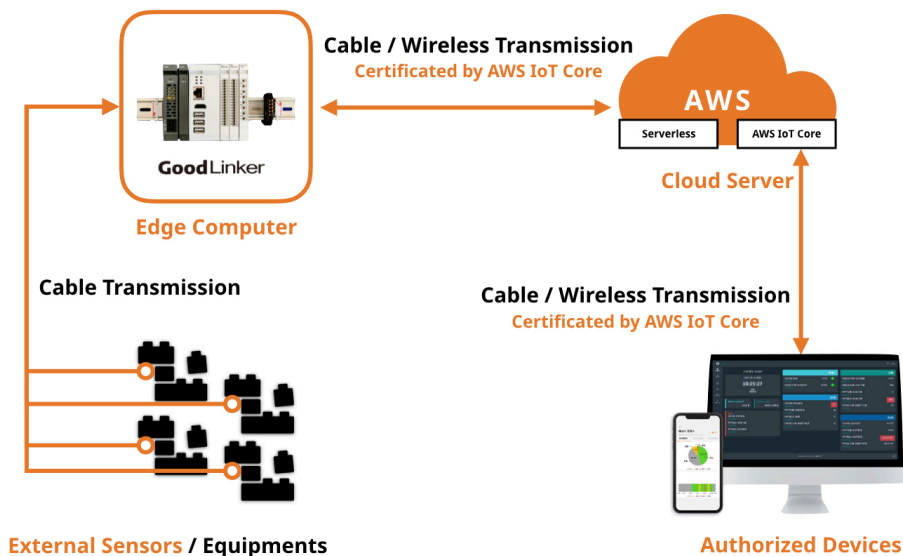 Cable / Wireless Transmission
Certificated by AWS IoT Core
AWS
Serverless
AWS IoT Core
GoodLinker
Cloud Server
Edge Computer
Cable Transmission
Cable / Wireless Transmission
Certificated by AWS IoT Core
External Sensors / Equipments
Authorized Devices